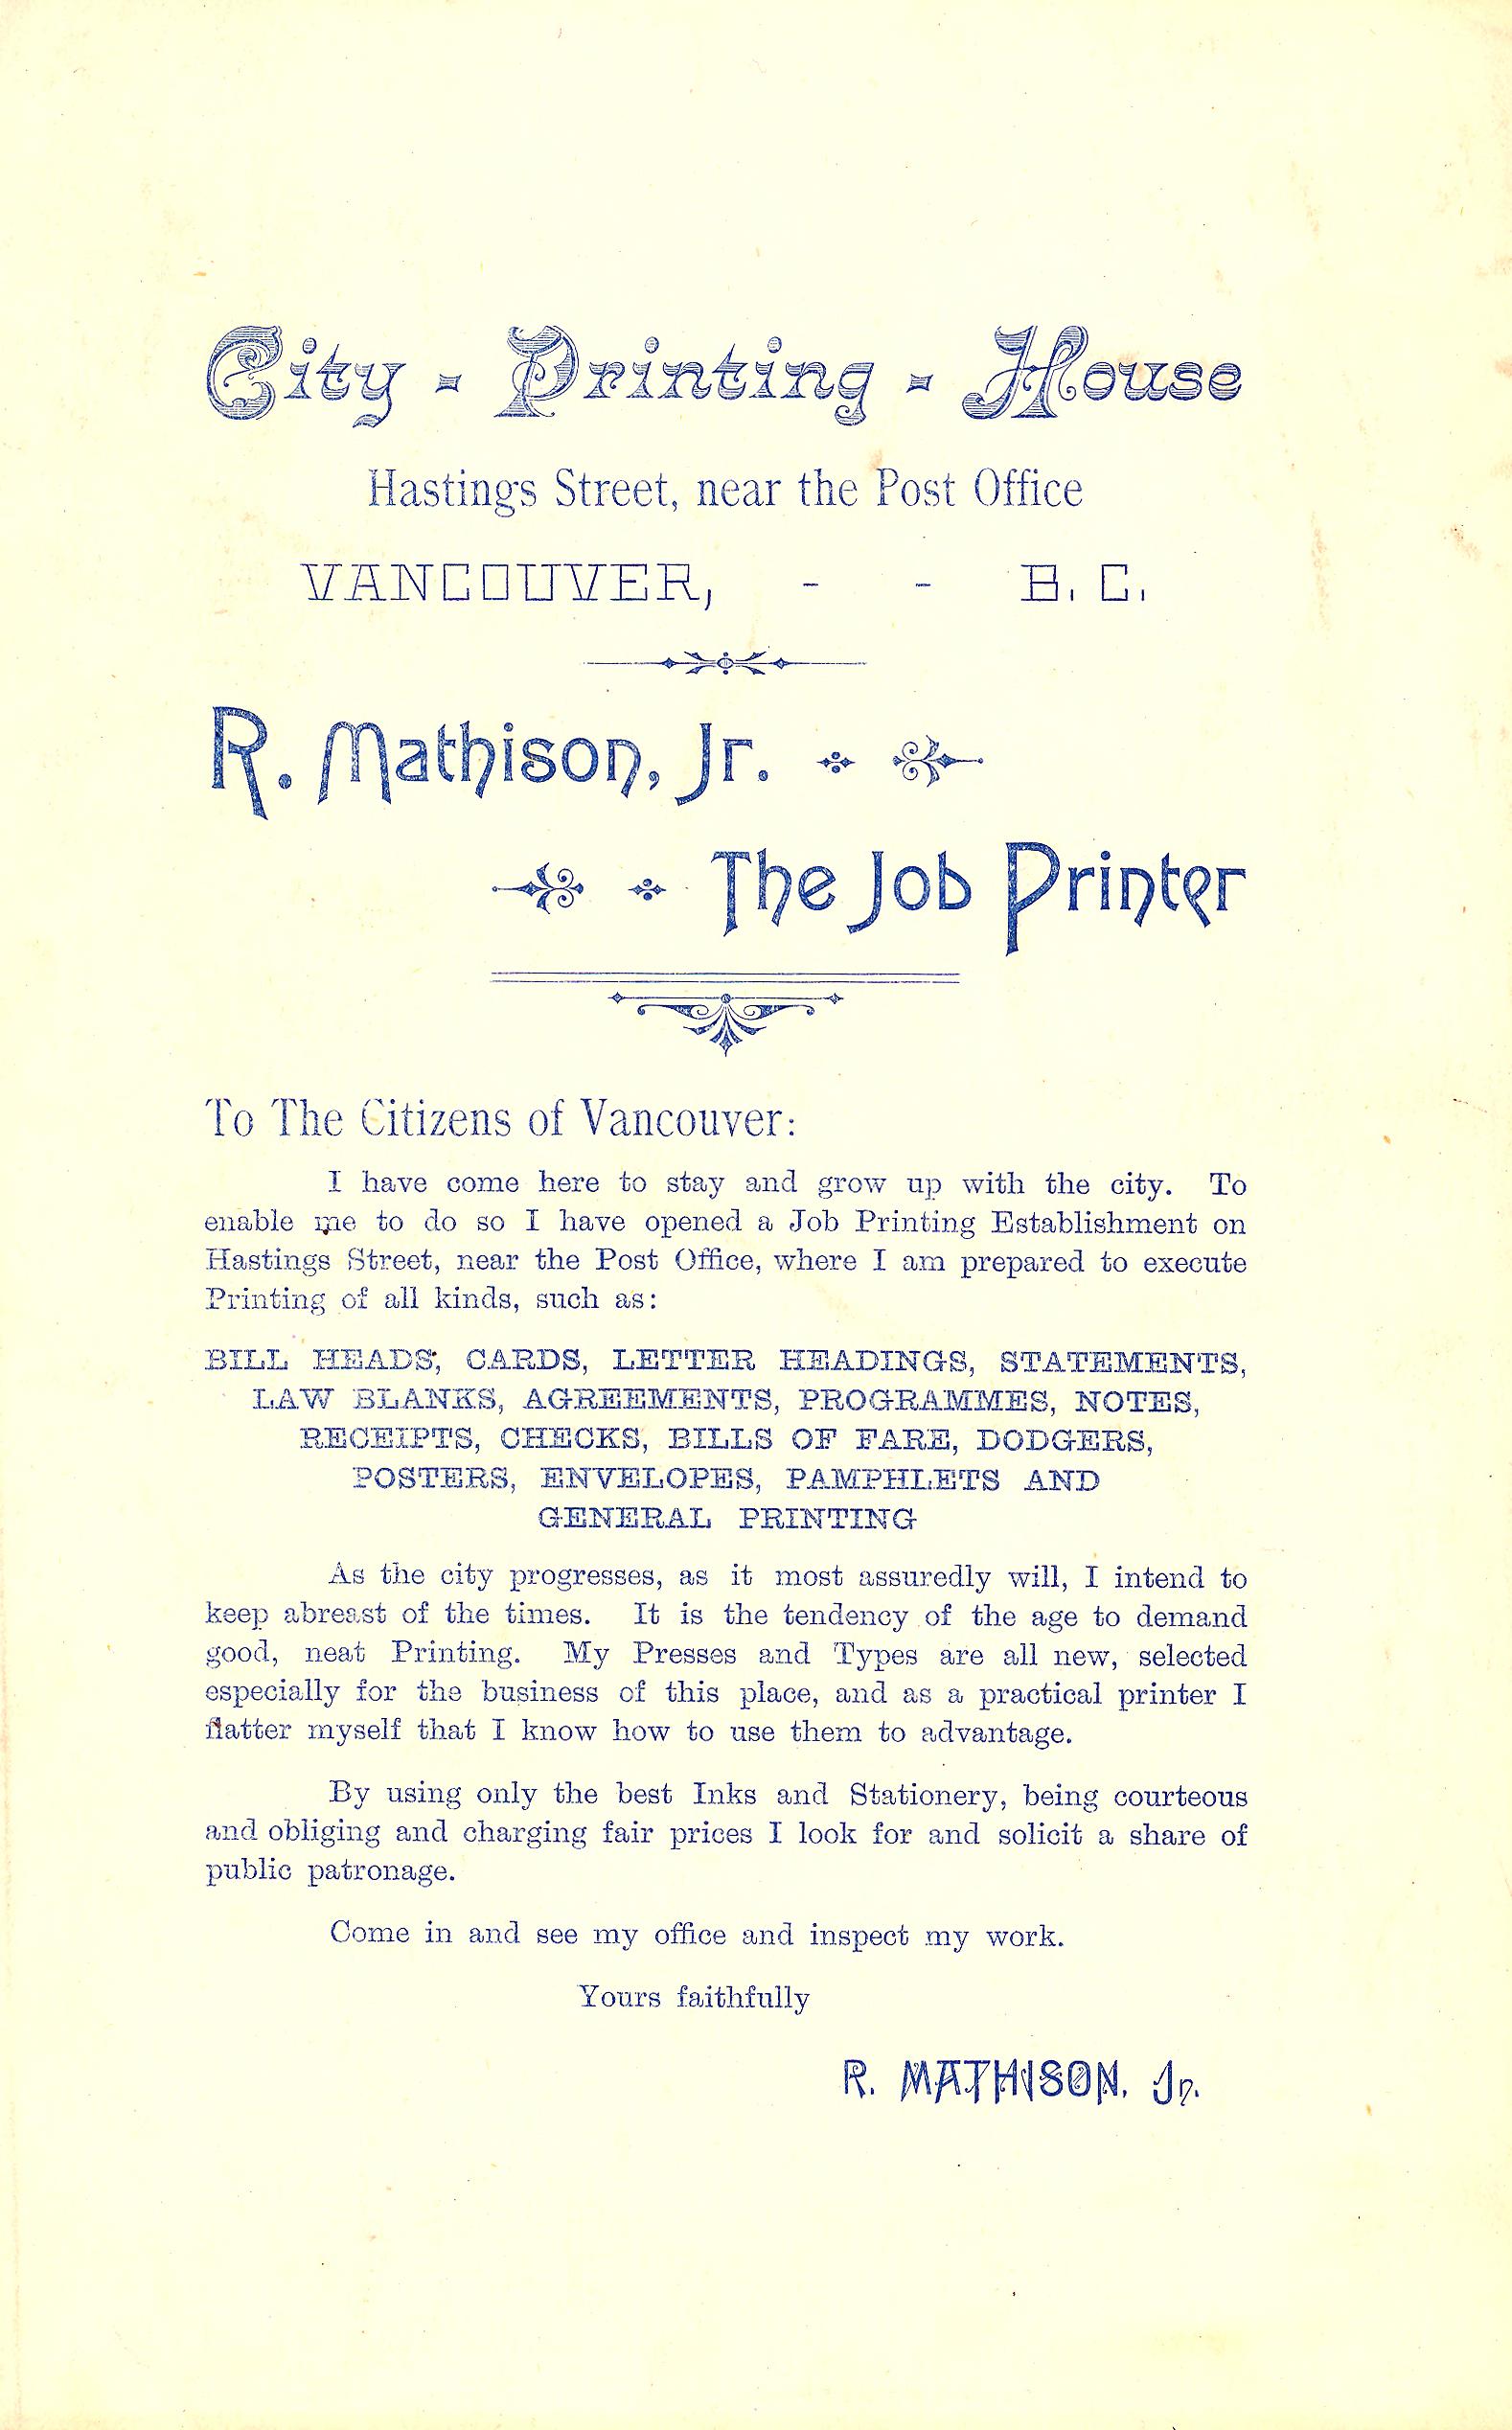 City - Printing - House
Hastings Street, near the Post Office
VANCOUVER, - - B. C.
R. Mathison, Jr.
The Job Printer
To The Citizens of Vancouver:
I have come here to stay and grow up with the city. To
enable me to do so I have opened a Job Printing Establishment on
Hastings Street, near the Post Office, where I am prepared to execute
Printing of all kinds, such as:
BILL HEADS, CARDS, LETTER HEADINGS, STATEMENTS,
LAW BLANKS, AGREEMENTS, PROGRAMMES, NOTES,
RECEIPTS, CHECKS, BILLS OF FARE, DODGERS,
POSTERS, ENVELOPES, PAMPHLETS AND
GENERAL PRINTING
As the city progresses, as it most assuredly will, I intend to
keep abreast of the times. It is the tendency of the age to demand
good, neat Printing. My Presses and Types are all new, selected
especially for the business of this place, and as a practical printer I
flatter myself that I know how to use them to advantage.
By using only the best Inks and Stationery, being courteous
and obliging and charging fair prices I look for and solicit a share of
public patronage.
Come in and see my office and inspect my work.
Yours faithfully
R. MATHISON, Jr.